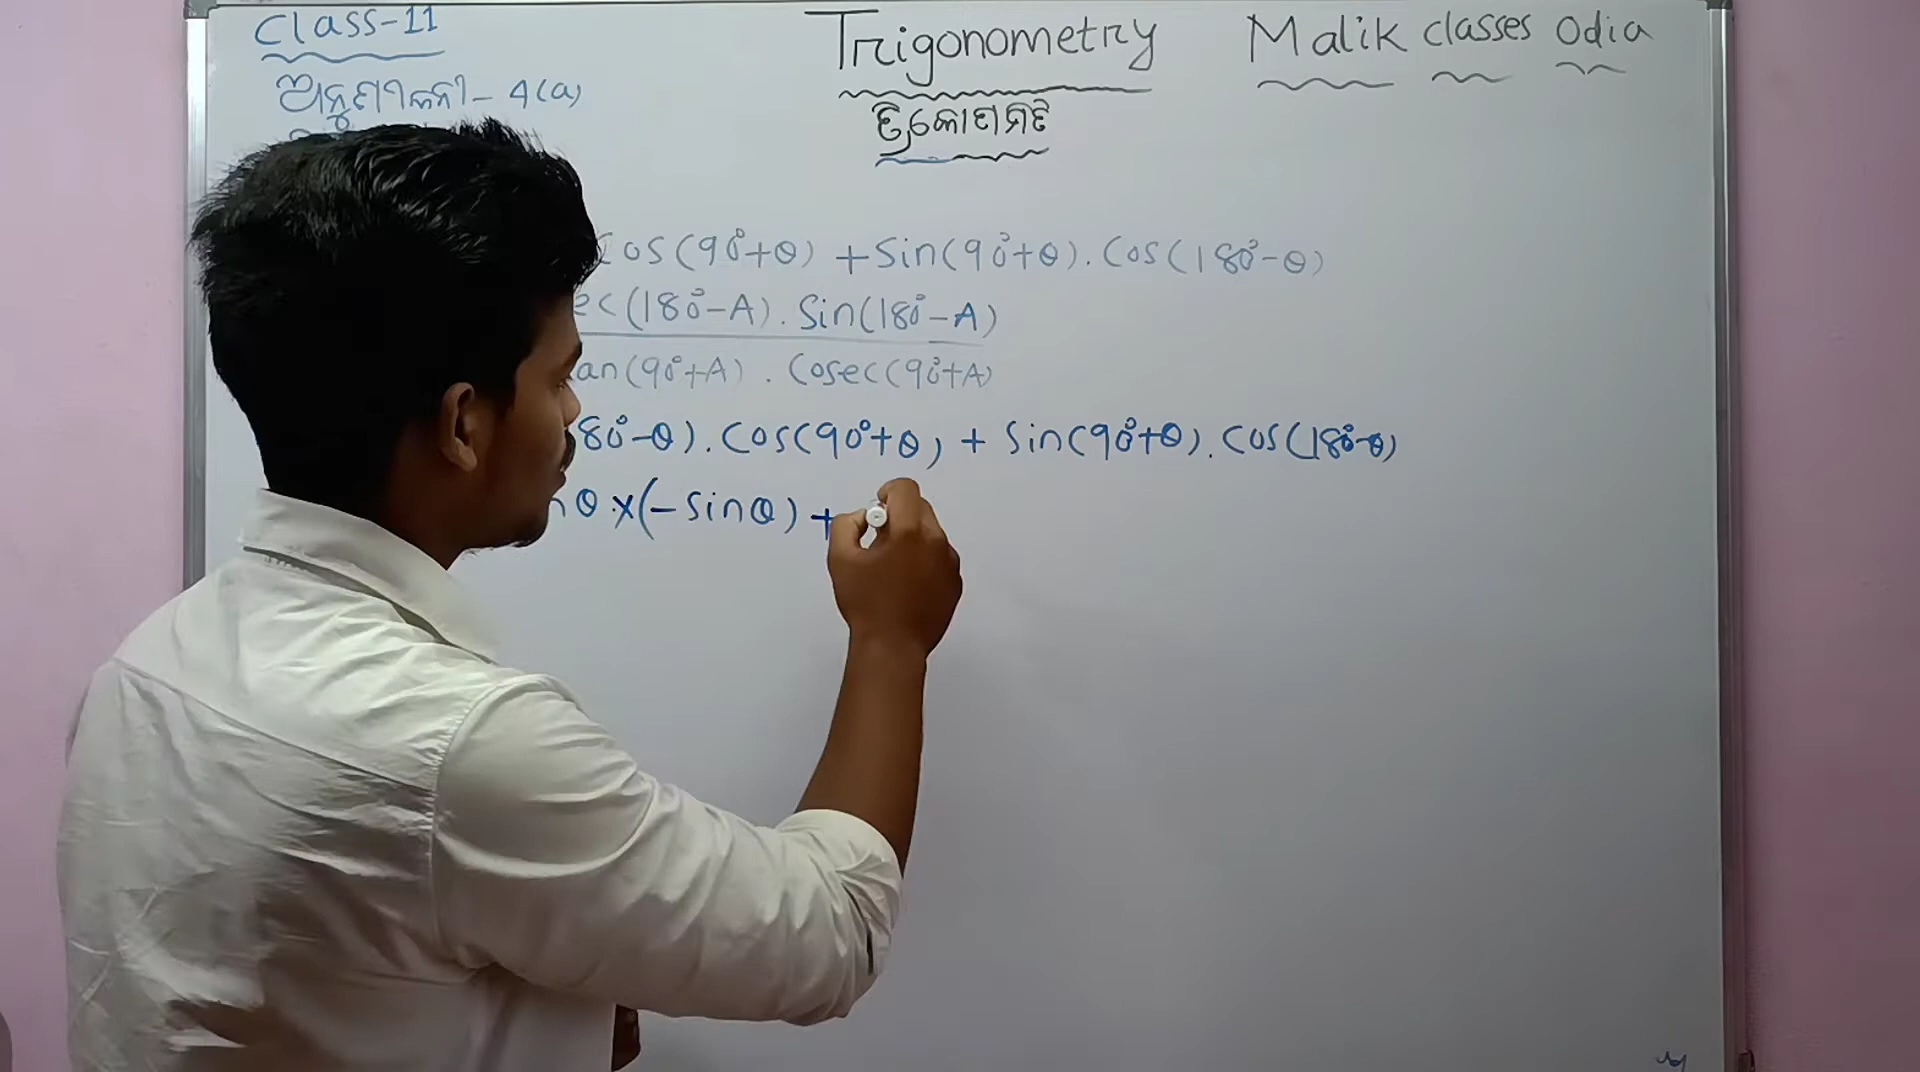 Class-11
Trigonometry Malik classes Odia
ଅନୁଶୀଳନୀ - 4(a)
ତ୍ରିକୋଣମିତି
Cos(90°+θ) + Sin(90°+θ). Cos(180°-θ)
ec(180°-A). Sin(180°-A)
an(90°+A). Cosec(90°+A)
80°-θ). Cos(90°+θ) + Sin(90°+θ). Cos(180°-θ)
n θ.x(-sinθ) +